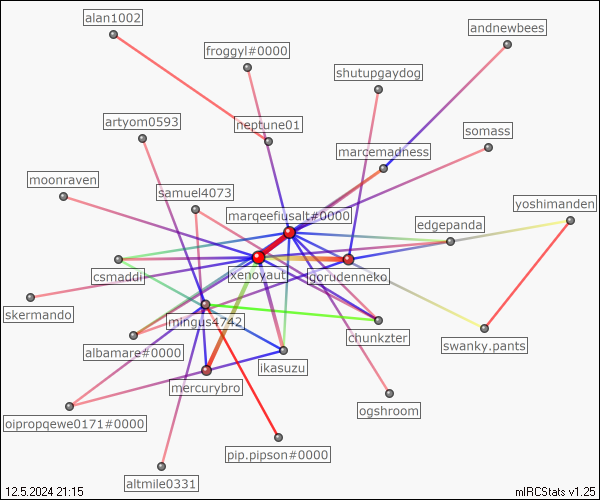 alan1002
andnewbees
froggyl#0000
shutupgaydog
artyom0593
neptune01
somass
marcemadness
moonraven
samuel4073
yoshimanden
marqeefiusalt#0000
edgepanda
csmaddi
xenoyaut
gorudenneko
skermando
mingus4742
chunkzter
albamare#0000
swanky.pants
ikasuzu
mercurybro
oipropqewe0171#0000
ogshroom
pip.pipson#0000
altmile0331
12.5.2024 21:15
mIRCStats v1.25